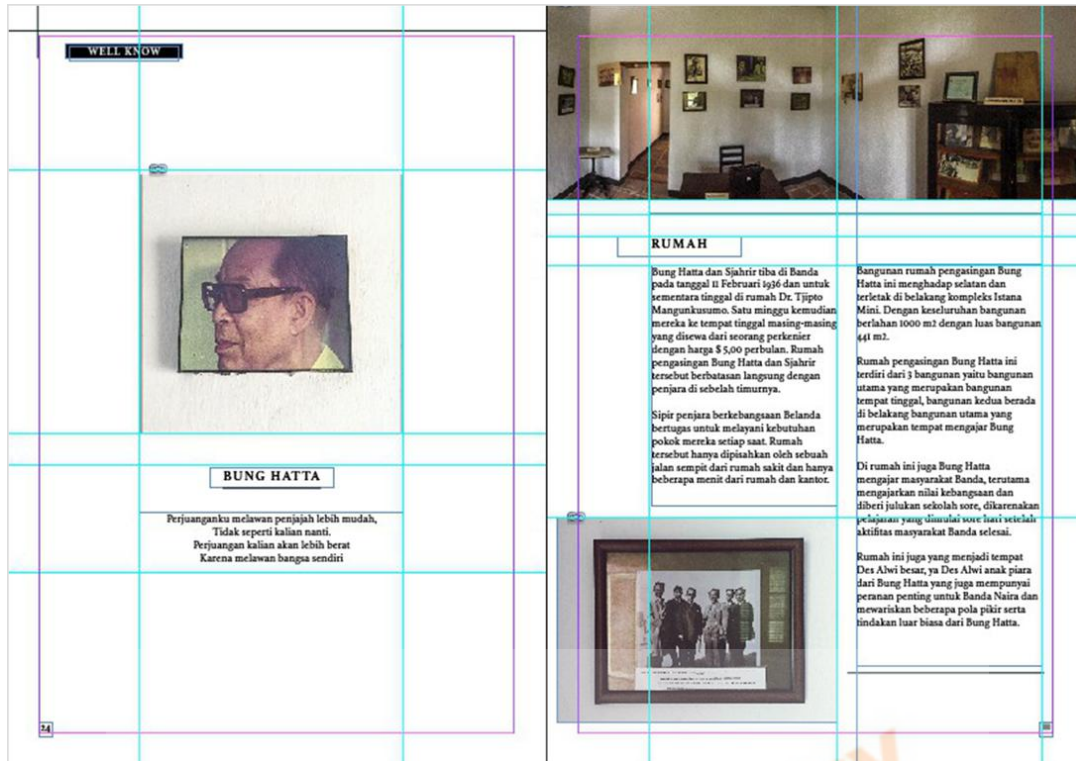 WELL KNOW
BUNG HATTA
Perjuanganku melawan penjajah lebih mudah,
Tidak seperti kalian nanti.
Perjuangan kalian akan lebih berat
Karena melawan bangsa sendiri
24
RUMAH
Bung Hatta dan Sjahrir tiba di Banda
pada tanggal 11 Februari 1936 dan untuk
sementara tinggal di rumah Dr. Tjipto
Mangunkusumo. Satu minggu kemudian
mereka ke tempat tinggal masing-masing
yang disewa dari seorang perkenier
dengan harga $ 5,00 perbulan. Rumah
pengasingan Bung Hatta dan Sjahrir
tersebut berbatasan langsung dengan
penjara di sebelah timurnya.
Sipir penjara berkebangsaan Belanda
bertugas untuk melayani kebutuhan
pokok mereka setiap saat. Rumah
tersebut hanya dipisahkan oleh sebuah
jalan sempit dari rumah sakit dan hanya
beberapa menit dari rumah dan kantor.
Bangunan rumah pengasingan Bung
Hatta ini menghadap selatan dan
terletak di belakang kompleks Istana
Mini. Dengan keseluruhan bangunan
berlahan 1000 m2 dengan luas bangunan
441 m2.
Rumah pengasingan Bung Hatta ini
terdiri dari 3 bangunan yaitu bangunan
utama yang merupakan bangunan
tempat tinggal, bangunan kedua berada
di belakang bangunan utama yang
merupakan tempat mengajar Bung
Hatta.
Di rumah ini juga Bung Hatta
mengajar masyarakat Banda, terutama
mengajarkan nilai kebangsaan dan
diberi julukan sekolah sore, dikarenakan
pelajaran yang dimulai sore hari setelah
aktifitas masyarakat Banda selesai.
Rumah ini juga yang menjadi tempat
Des Alwi besar, ya Des Alwi anak piara
dari Bung Hatta yang juga mempunyai
peranan penting untuk Banda Naira dan
mewariskan beberapa pola pikir serta
tindakan luar biasa dari Bung Hatta.